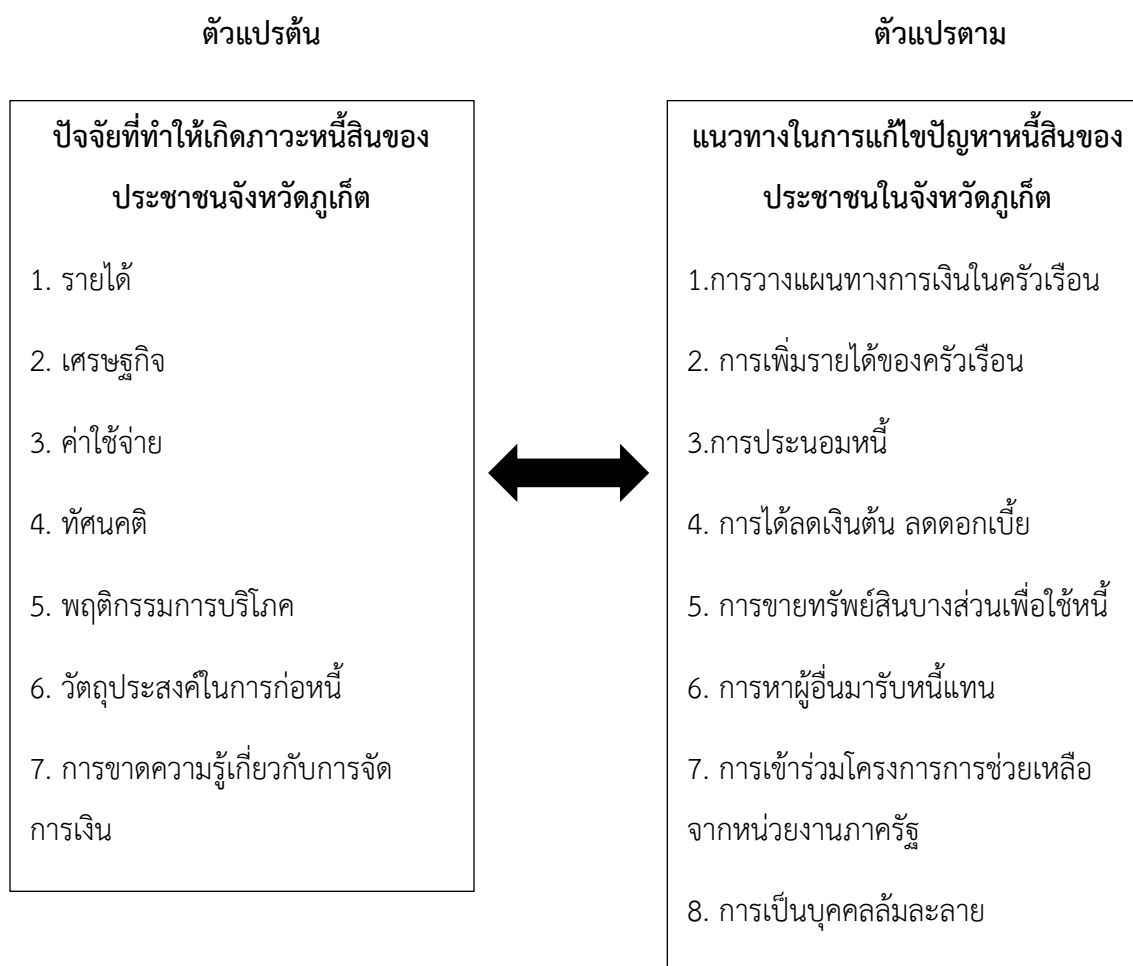 ตัวแปรต้น
ตัวแปรตาม
ปัจจัยที่ทำให้เกิดภาวะหนี้สินของ
ประชาชนจังหวัดภูเก็ต
1. รายได้
2. เศรษฐกิจ
3. ค่าใช้จ่าย
4. ทัศนคติ
5. พฤติกรรมการบริโภค
6. วัตถุประสงค์ในการก่อหนี้
7. การขาดความรู้เกี่ยวกับการจัด
การเงิน
แนวทางในการแก้ไขปัญหาหนี้สินของ
ประชาชนในจังหวัดภูเก็ต
1.การวางแผนทางการเงินในครัวเรือน
2. การเพิ่มรายได้ของครัวเรือน
3.การประนอมหนี้
4. การได้ลดเงินต้น ลดดอกเบี้ย
5. การขายทรัพย์สินบางส่วนเพื่อใช้หนี้
6. การหาผู้อื่นมารับหนี้แทน
7. การเข้าร่วมโครงการการช่วยเหลือ
จากหน่วยงานภาครัฐ
8. การเป็นบุคคลล้มละลาย